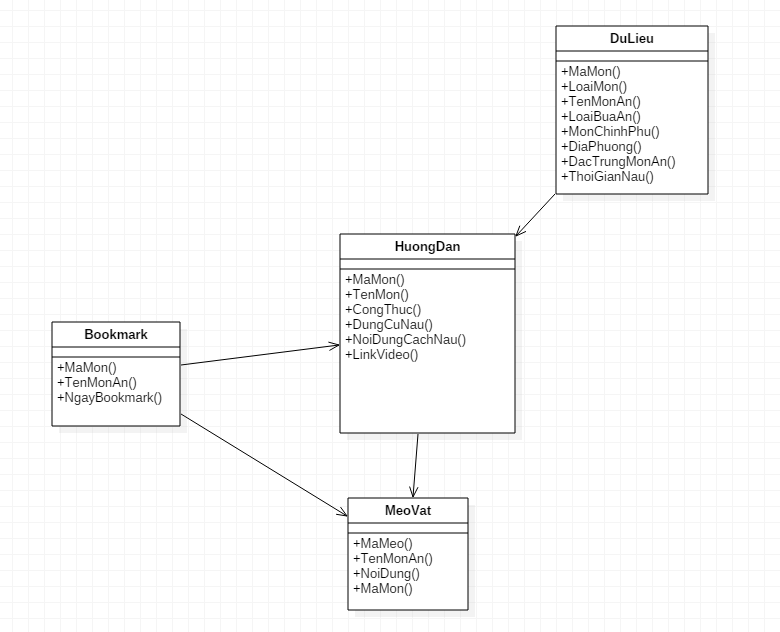 DuLieu
+MaMon()
+LoaiMon()
+TenMonAn()
+LoaiBuaAn()
+MonChinhPhu()
+DiaPhuong()
+DacTrungMonAn()
+ThoiGianNau()
HuongDan
+MaMon()
+TenMon()
+CongThuc()
+DungCuNau()
+NoiDungCachNau()
+LinkVideo()
Bookmark
+MaMon()
+TenMonAn()
+NgayBookmark()
MeoVat
+MaMeo()
+TenMonAn()
+NoiDung()
+MaMon()